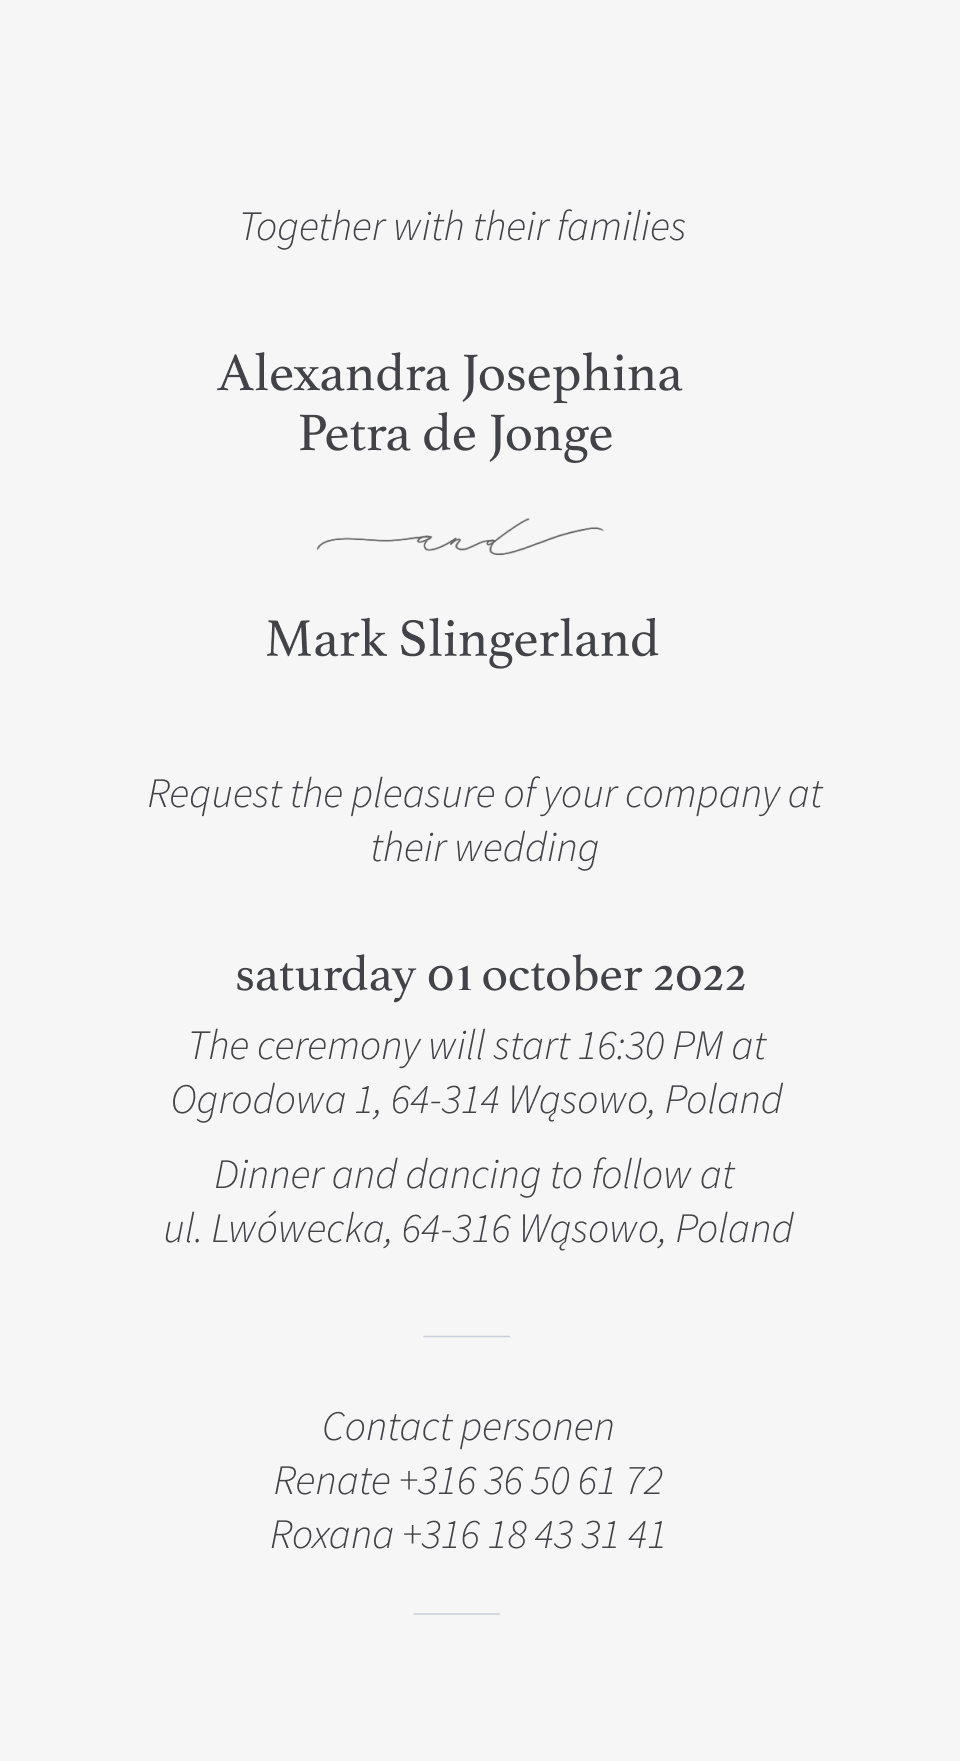 Together with their families
Alexandra Josephina
Petra de Jonge
and
Mark Slingerland
Request the pleasure of your company at
their wedding
saturday 01 october 2022
The ceremony will start 16:30 PM at
Ogrodowa 1, 64-314 Wąsowo, Poland
Dinner and dancing to follow at
ul. Lwówecka, 64-316 Wąsowo, Poland
Contact personen
Renate +316 36 50 61 72
Roxana +316 18 43 31 41